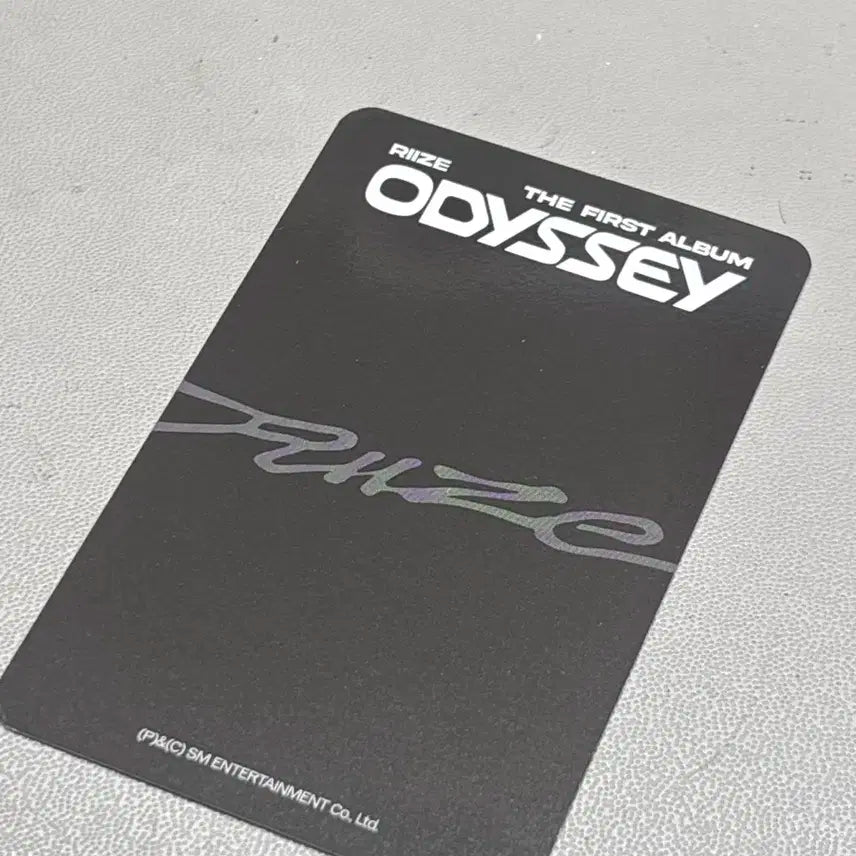 RIIZE
THE FIRST ALBUM
ODYSSEY
RIIZE
(P)&(C) SM ENTERTAINMENT Co., Ltd.